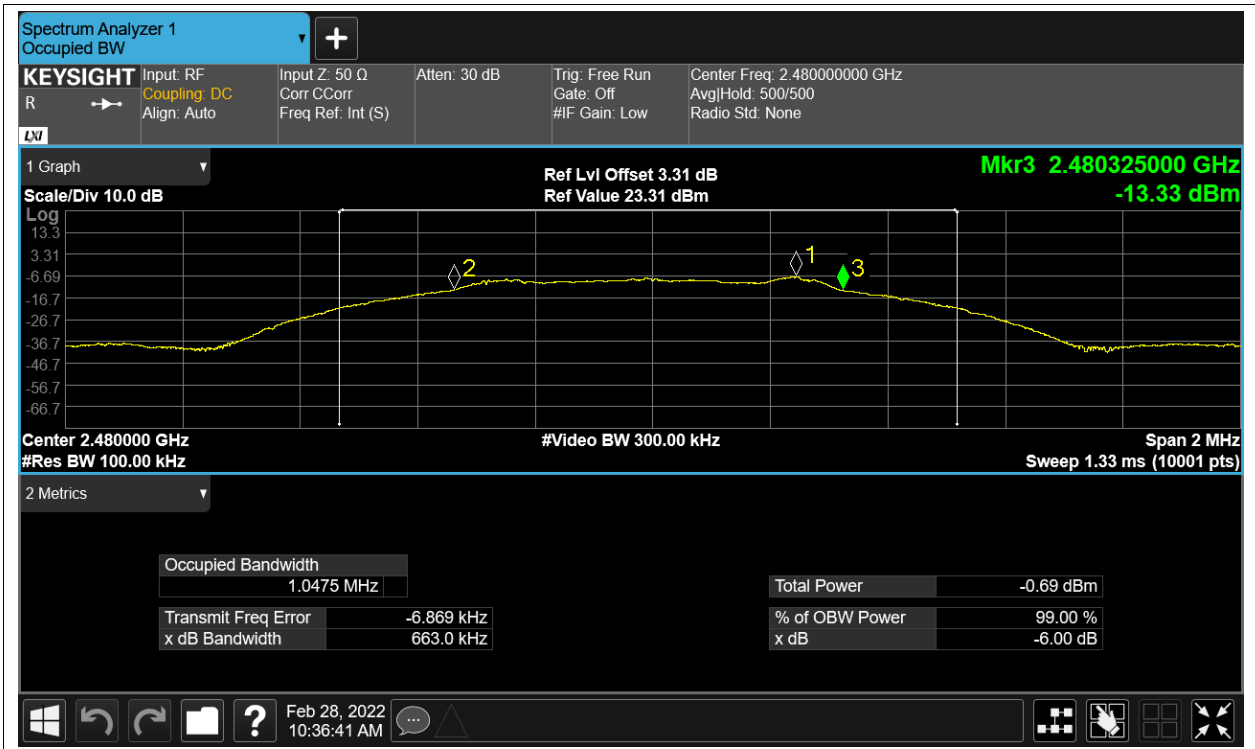 Spectrum Analyzer 1
Occupied BW
KEYSIGHT
R
LXI
Input: RF
Coupling: DC
Align: Auto
Input Z: 50 Ω
Corr CCorr
Freq Ref: Int (S)
Atten: 30 dB
Trig: Free Run
Gate: Off
#IF Gain: Low
Center Freq: 2.480000000 GHz
Avg|Hold: 500/500
Radio Std: None
1 Graph
Scale/Div 10.0 dB
Ref Lvl Offset 3.31 dB
Ref Value 23.31 dBm
Mkr3 2.480325000 GHz
-13.33 dBm
Log
13.3
3.31
-6.69
-16.7
-26.7
-36.7
-46.7
-56.7
-66.7
2
1
3
Center 2.480000 GHz
#Video BW 300.00 kHz
Span 2 MHz
#Res BW 100.00 kHz
Sweep 1.33 ms (10001 pts)
2 Metrics
Occupied Bandwidth
1.0475 MHz
Total Power -0.69 dBm
Transmit Freq Error -6.869 kHz
% of OBW Power 99.00 %
x dB Bandwidth 663.0 kHz
x dB -6.00 dB
?
Feb 28, 2022
10:36:41 AM